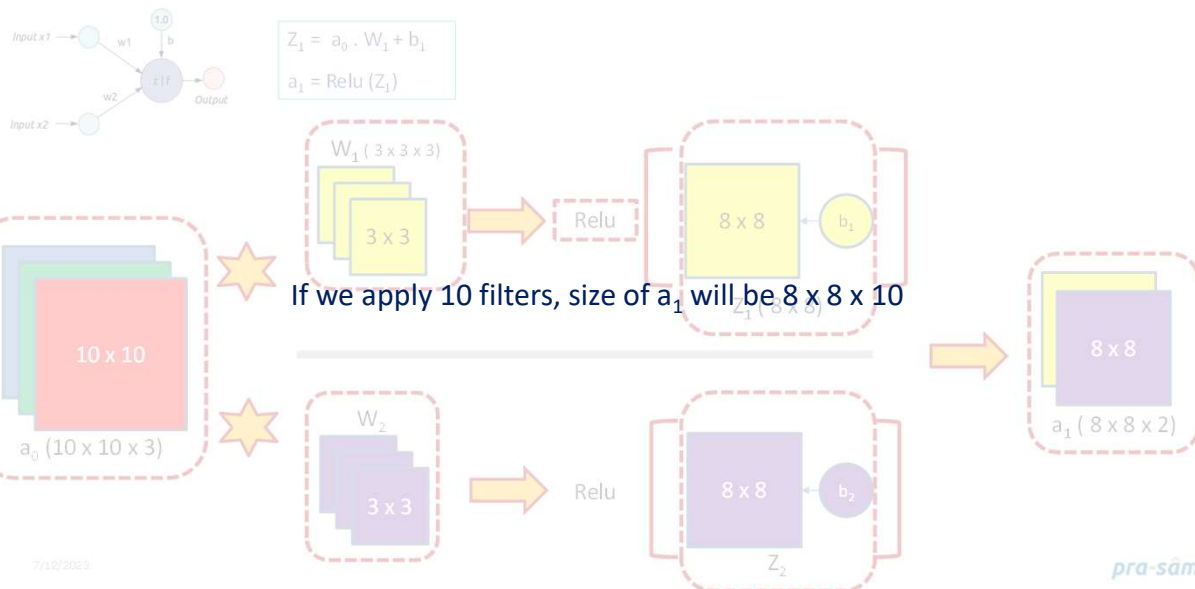 1.0
Input x1
w1
b
z | f
w2
Output
Input x2
Z1 = a0 . W1 + b1
a1 = Relu (Z1)
W1 ( 3 x 3 x 3)
3 x 3
Relu
8 x 8
b1
Z1 ( 8 x 8)
If we apply 10 filters, size of a1 will be 8 x 8 x 10
10 x 10
a0 (10 x 10 x 3)
8 x 8
a1 ( 8 x 8 x 2)
W2
3 x 3
Relu
8 x 8
b2
Z2
7/12/2023
pra-sâm